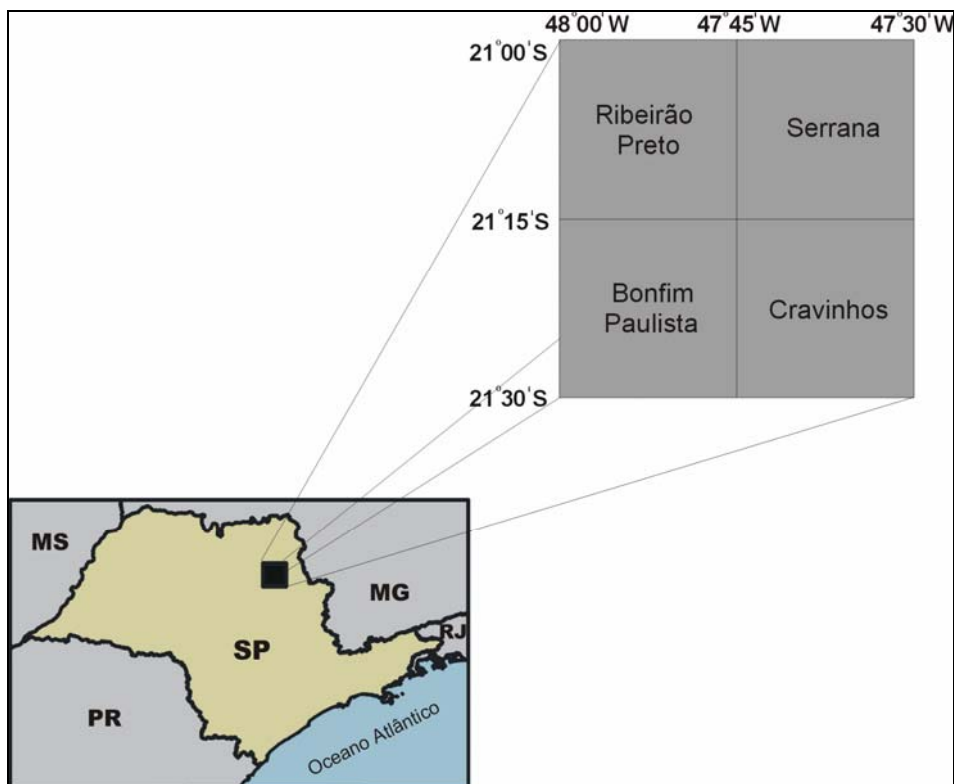 48°00'W 47°45'W 47°30'W
21°00'S
Ribeirão
Preto
Serrana
21°15'S
Bonfim
Paulista
Cravinhos
21°30'S
MS
MG
RJ
SP
PR
Oceano Atlântico